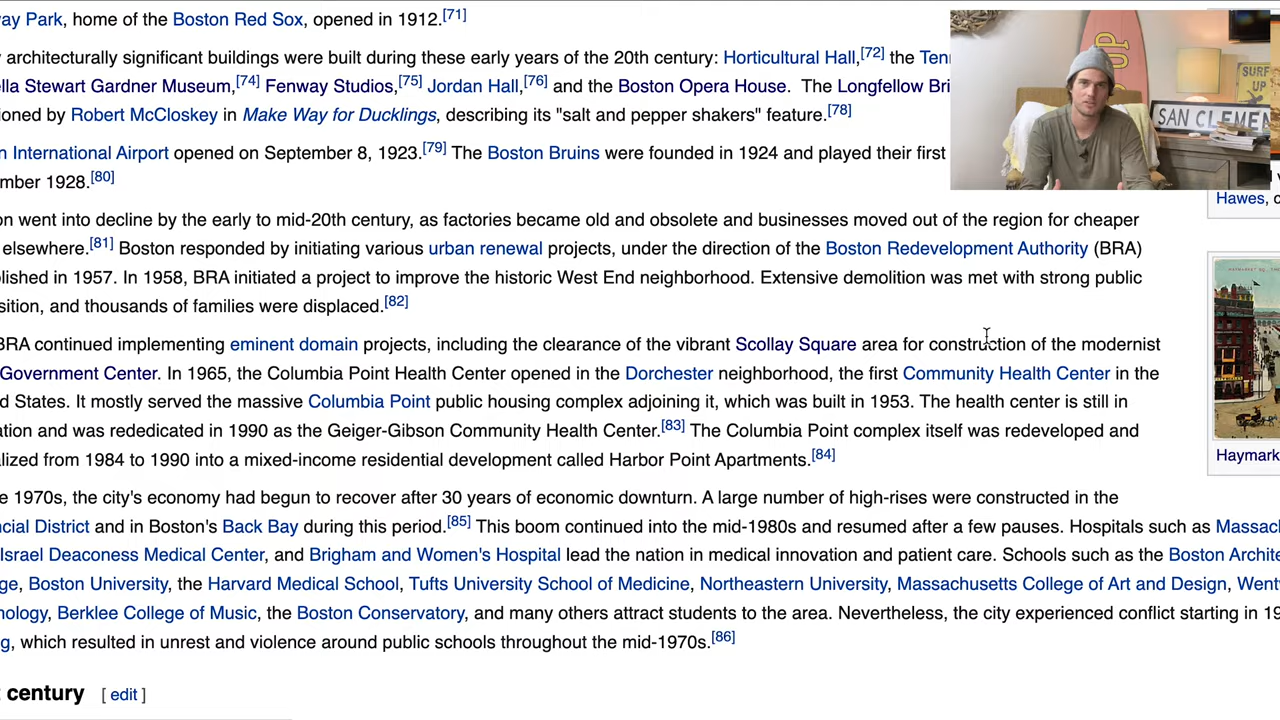 ay Park, home of the Boston Red Sox, opened in 1912.[71]
architecturally significant buildings were built during these early years of the 20th century: Horticultural Hall,[72] the Ten
lla Stewart Gardner Museum,[74] Fenway Studios,[75] Jordan Hall,[76] and the Boston Opera House. The Longfellow Bri
ioned by Robert McCloskey in Make Way for Ducklings, describing its "salt and pepper shakers" feature.[78]
n International Airport opened on September 8, 1923.[79] The Boston Bruins were founded in 1924 and played their first
mber 1928.[80]
on went into decline by the early to mid-20th century, as factories became old and obsolete and businesses moved out of the region for cheaper
elsewhere.[81] Boston responded by initiating various urban renewal projects, under the direction of the Boston Redevelopment Authority (BRA)
blished in 1957. In 1958, BRA initiated a project to improve the historic West End neighborhood. Extensive demolition was met with strong public
sition, and thousands of families were displaced.[82]
BRA continued implementing eminent domain projects, including the clearance of the vibrant Scollay Square area for construction of the modernist
Government Center. In 1965, the Columbia Point Health Center opened in the Dorchester neighborhood, the first Community Health Center in the
d States. It mostly served the massive Columbia Point public housing complex adjoining it, which was built in 1953. The health center is still in
ation and was rededicated in 1990 as the Geiger-Gibson Community Health Center.[83] The Columbia Point complex itself was redeveloped and
alized from 1984 to 1990 into a mixed-income residential development called Harbor Point Apartments.[84]
e 1970s, the city's economy had begun to recover after 30 years of economic downturn. A large number of high-rises were constructed in the
ncial District and in Boston's Back Bay during this period.[85] This boom continued into the mid-1980s and resumed after a few pauses. Hospitals such as Massac
Israel Deaconess Medical Center, and Brigham and Women's Hospital lead the nation in medical innovation and patient care. Schools such as the Boston Archite
ge, Boston University, the Harvard Medical School, Tufts University School of Medicine, Northeastern University, Massachusetts College of Art and Design, Went
nology, Berklee College of Music, the Boston Conservatory, and many others attract students to the area. Nevertheless, the city experienced conflict starting in 19
g, which resulted in unrest and violence around public schools throughout the mid-1970s.[86]
century [ edit ]
UP
SURF
UP
SAN CLEMEN
Hawes, c
Haymark